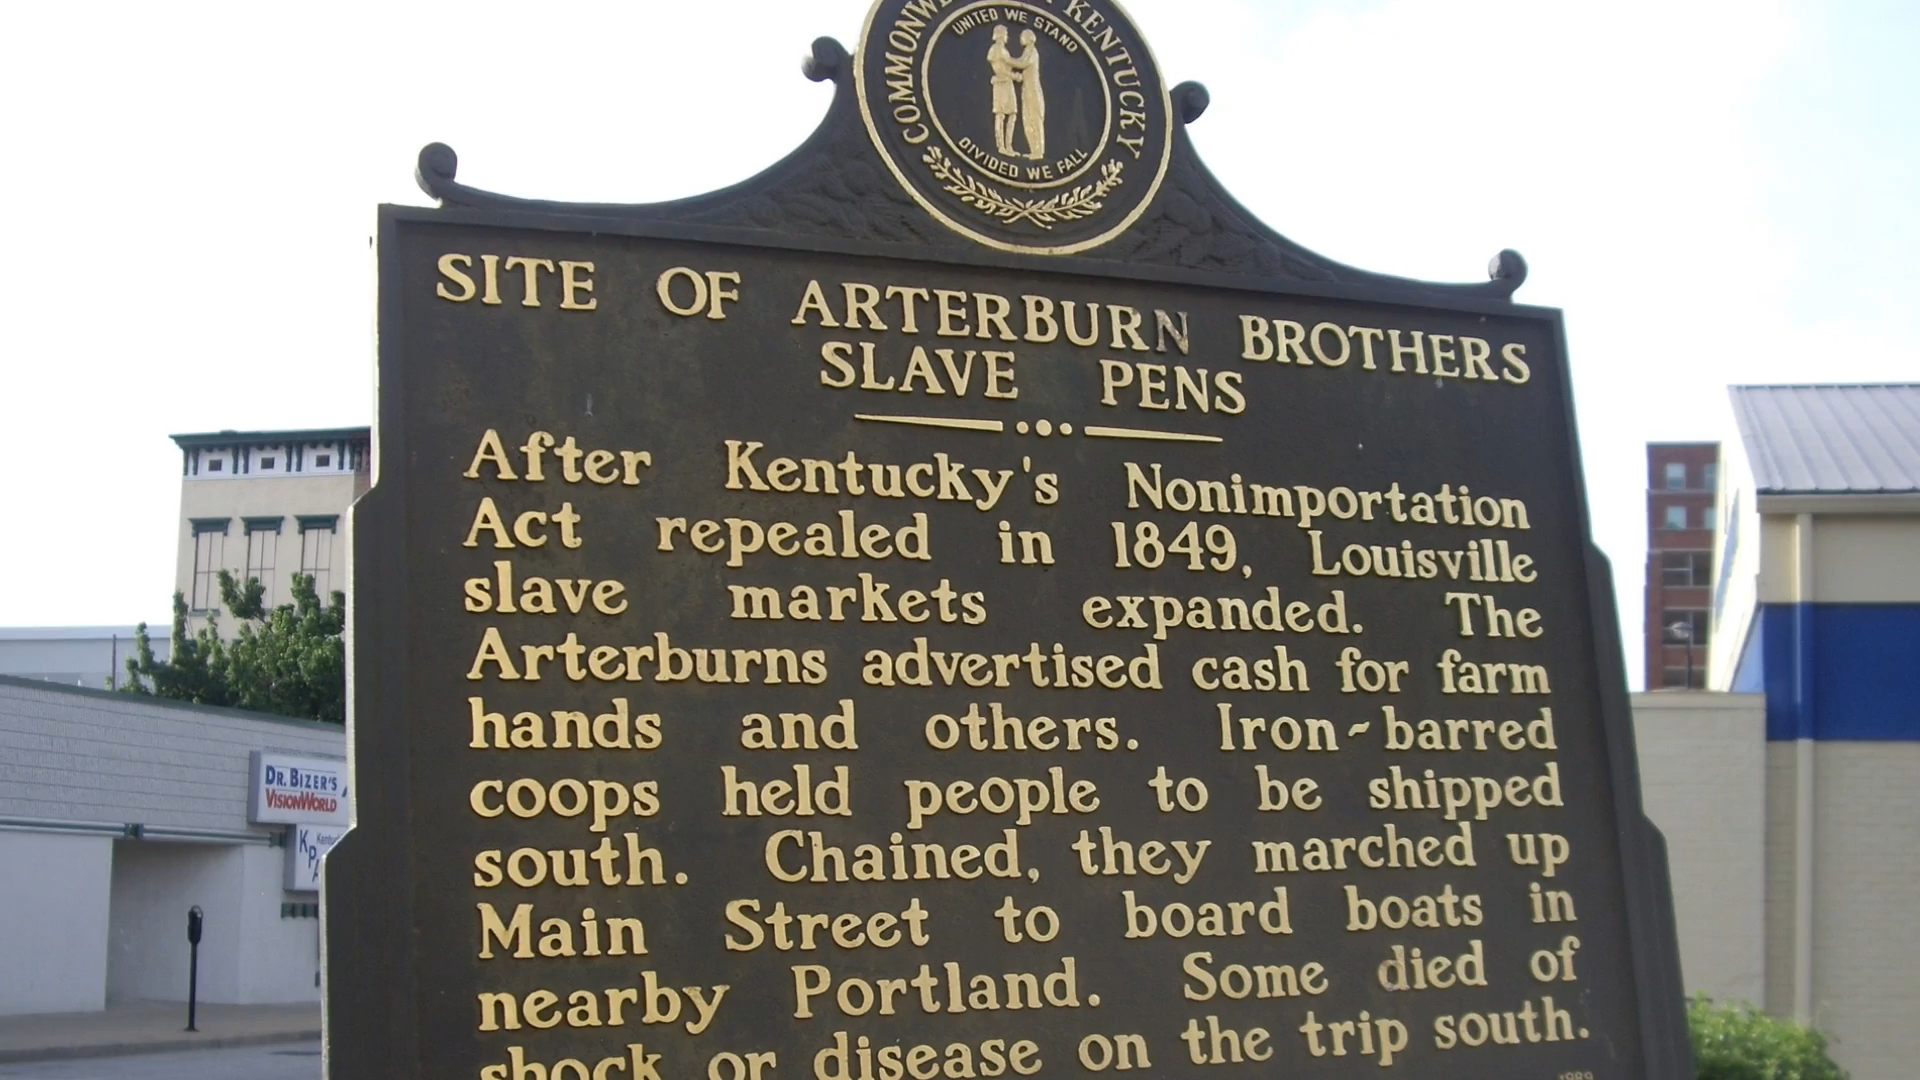 COMMONWE KENTUCKY
UNITED WE STAND
DIVIDED WE FALL
SITE OF ARTERBURN BROTHERS
SLAVE PENS
After Kentucky's Nonimportation
Act repealed in 1849, Louisville
slave markets expanded. The
Arterburns advertised cash for farm
hands and others. Iron-barred
coops held people to be shipped
south. Chained, they marched up
Main Street to board boats in
nearby Portland. Some died of
shock or disease on the trip south.
DR. BIZER'S
VISIONWORLD